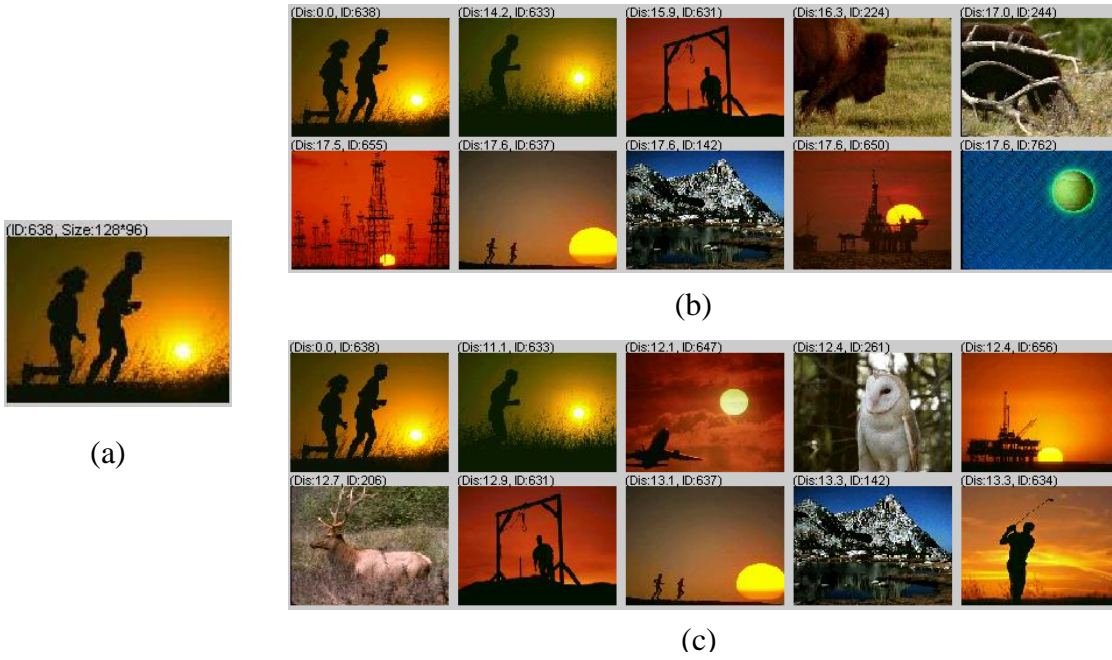 (Dis:0.0, ID:638) (Dis:14.2, ID:633) (Dis:15.9, ID:631) (Dis:16.3, ID:224) (Dis:17.0, ID:244)
(Dis:17.5, ID:655) (Dis:17.6, ID:637) (Dis:17.6, ID:142) (Dis:17.6, ID:650) (Dis:17.6, ID:762)
(b)
(ID:638, Size:128*96)
(a)
(Dis:0.0, ID:638) (Dis:11.1, ID:633) (Dis:12.1, ID:647) (Dis:12.4, ID:261) (Dis:12.4, ID:656)
(Dis:12.7, ID:206) (Dis:12.9, ID:631) (Dis:13.1, ID:637) (Dis:13.3, ID:142) (Dis:13.3, ID:634)
(c)